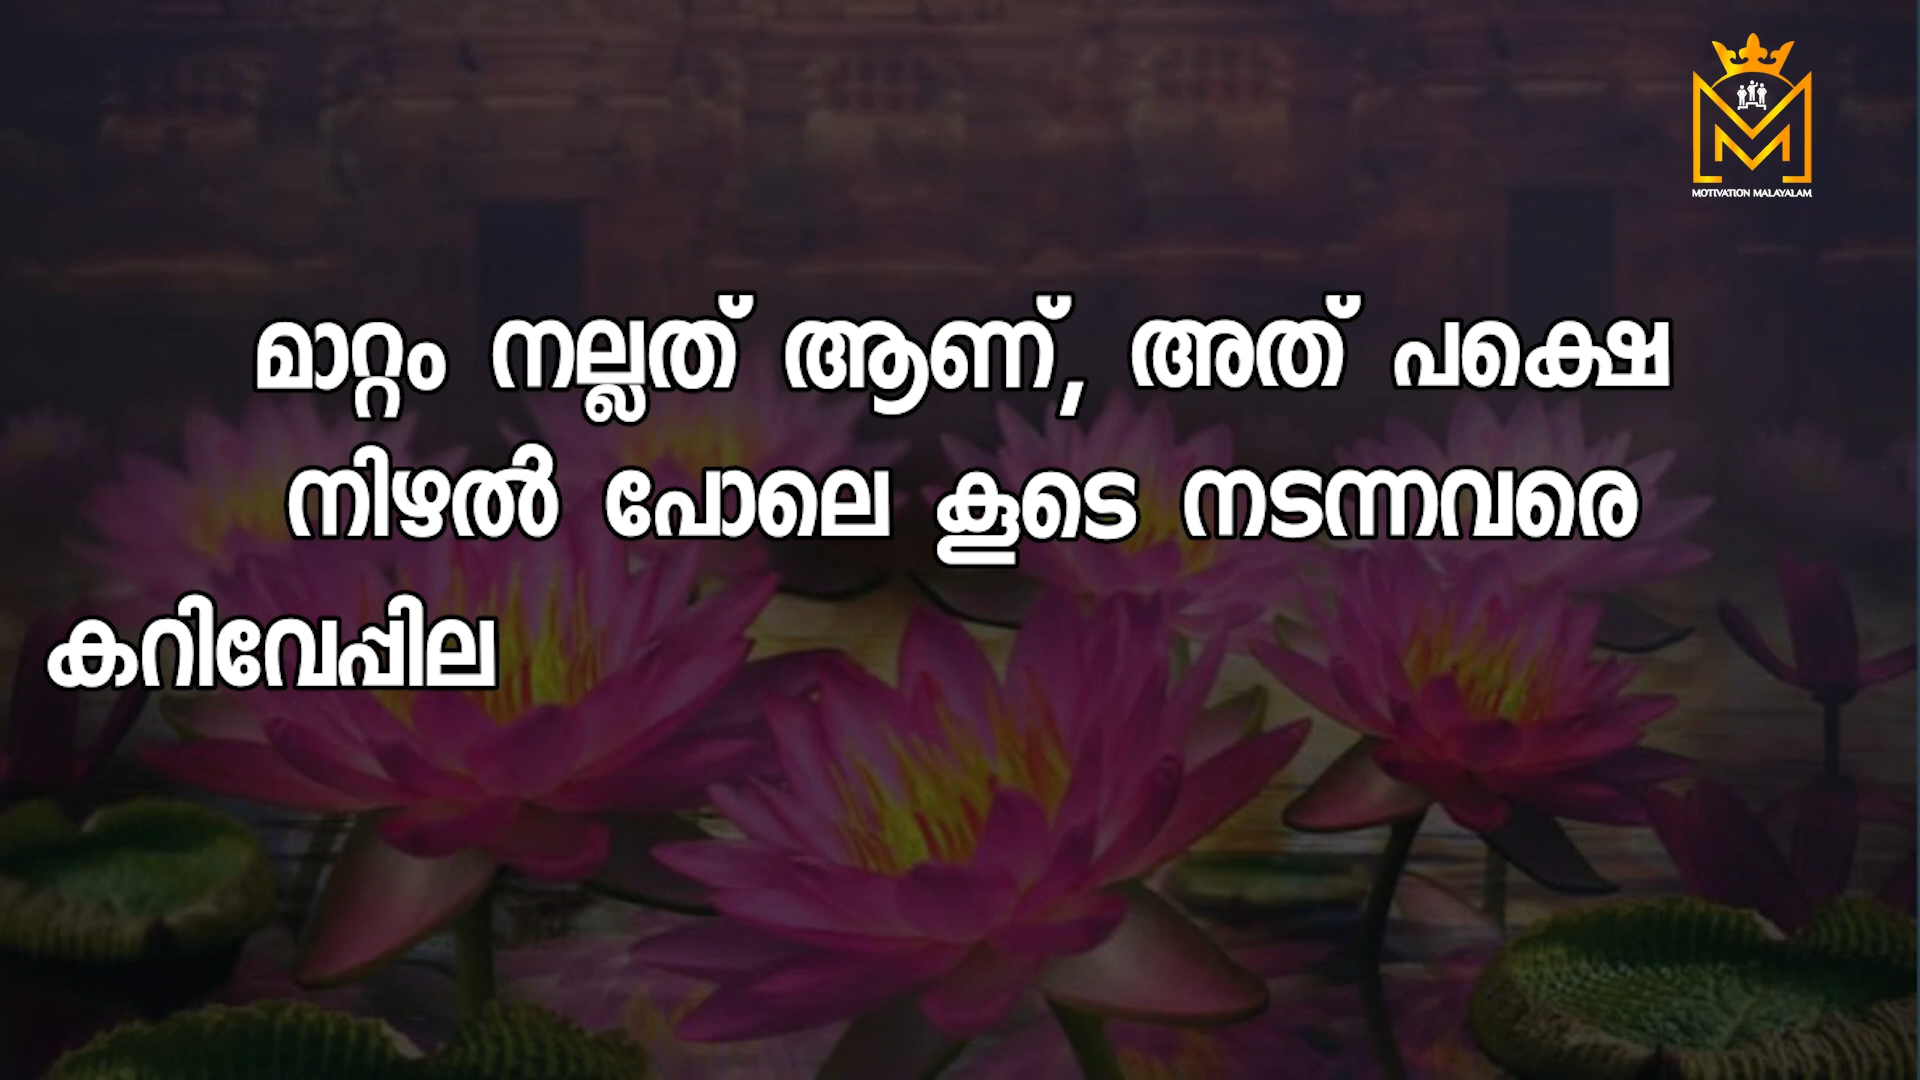 MOTIVATION MALAYALAM
മാറ്റം നല്ലത് ആണ്, അത് പക്ഷെ
നിഴൽ പോലെ കൂടെ നടന്നവരെ
കറിവേപ്പില